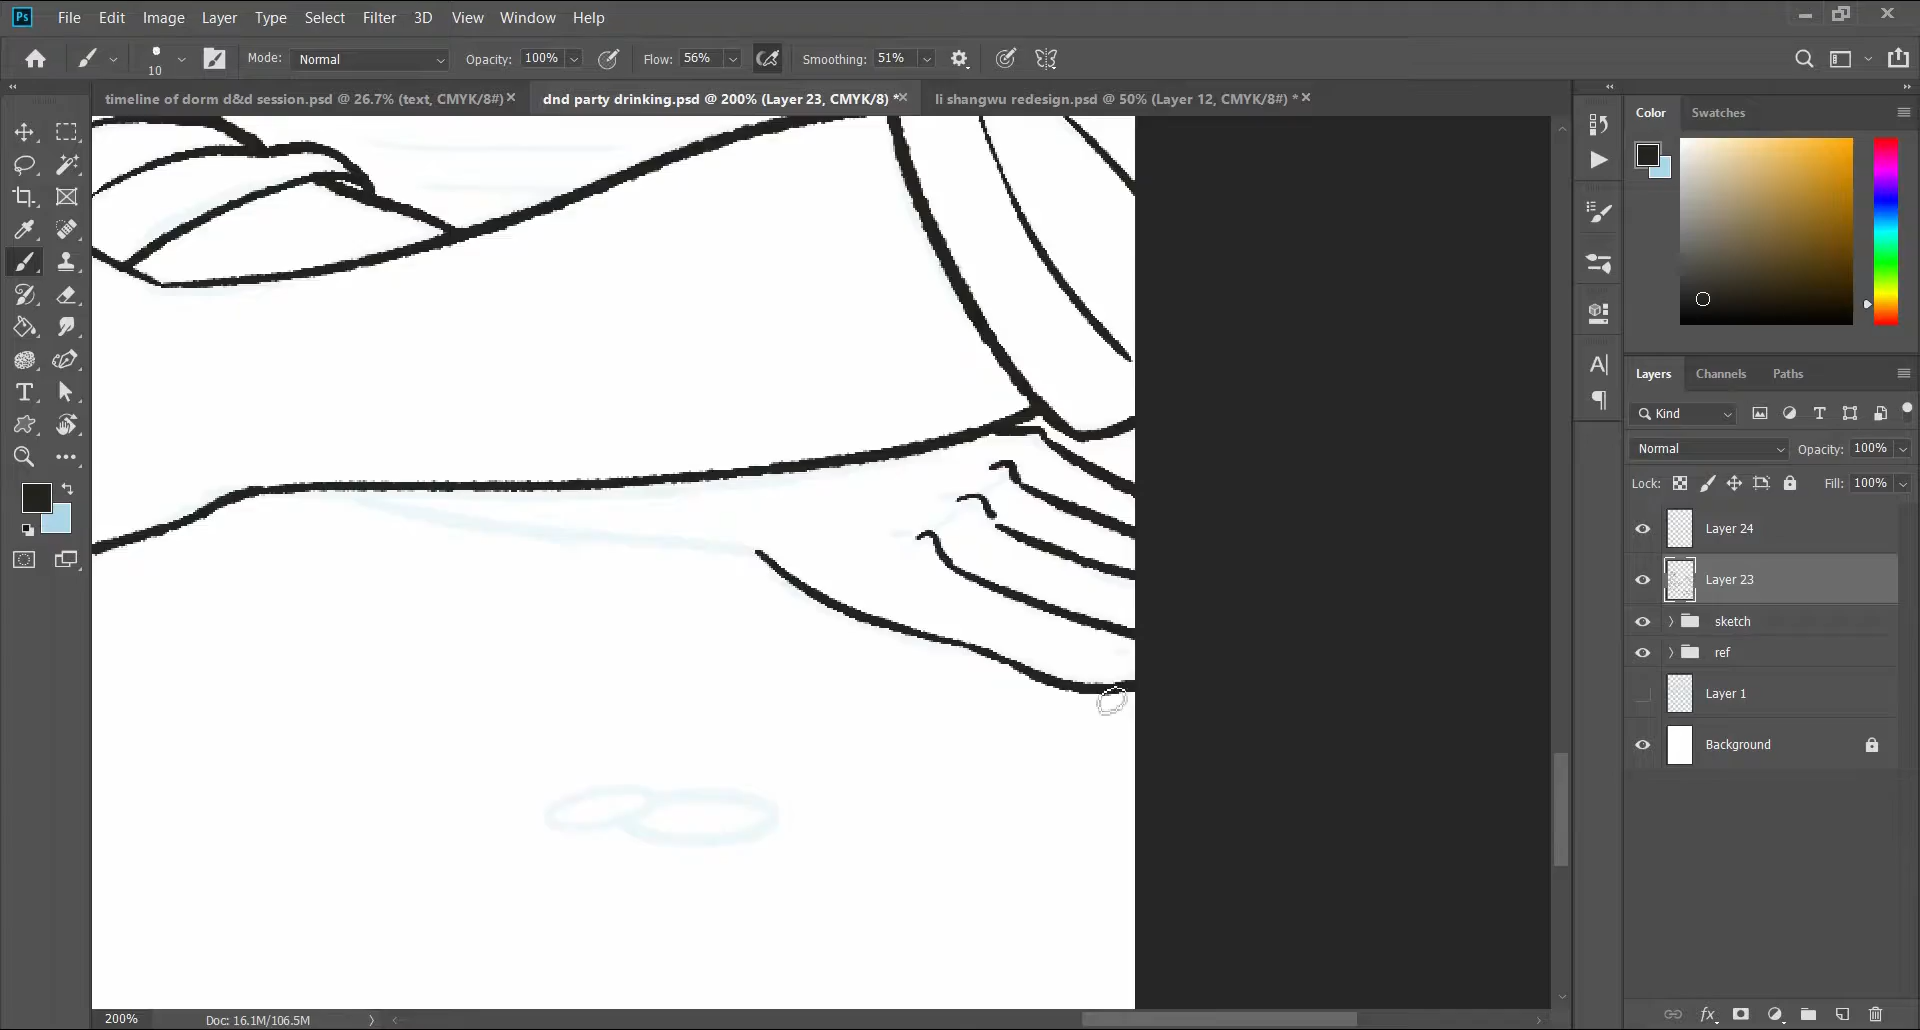 Ps File Edit Image Layer Type Select Filter 3D View Window Help
10 Mode: Normal Opacity: 100% Flow: 56% Smoothing: 51%
timeline of dorm d&d session.psd @ 26.7% (text, CMYK/8#) dnd party drinking.psd @ 200% (Layer 23, CMYK/8) * li shangwu redesign.psd @ 50% (Layer 12, CMYK/8#) *
Color Swatches
Layers Channels Paths
Kind
Normal Opacity: 100%
Lock: Fill: 100%
Layer 24
Layer 23
sketch
ref
Layer 1
Background
200% Doc: 16.1M/106.5M